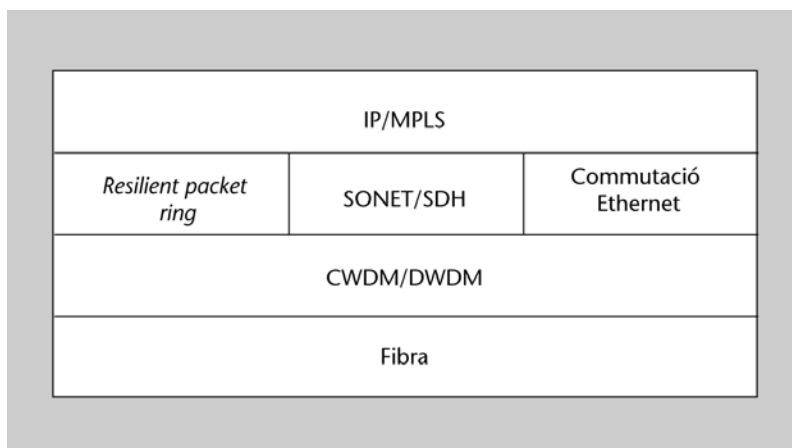 IP/MPLS
Resilient packet
ring
SONET/SDH
Commutació
Ethernet
CWDM/DWDM
Fibra